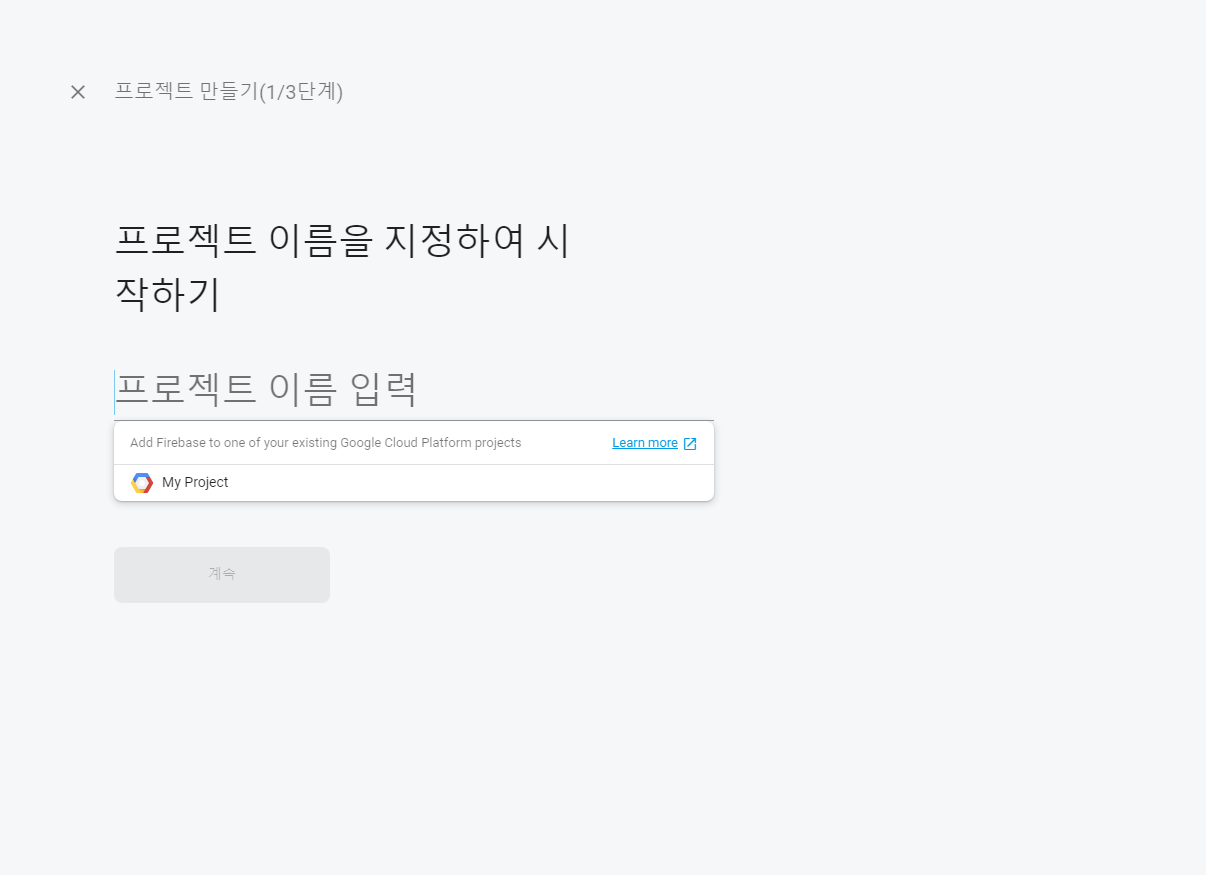 프로젝트 만들기(1/3단계)
프로젝트 이름을 지정하여 시
작하기
프로젝트 이름 입력
Add Firebase to one of your existing Google Cloud Platform projects Learn more
My Project
계속